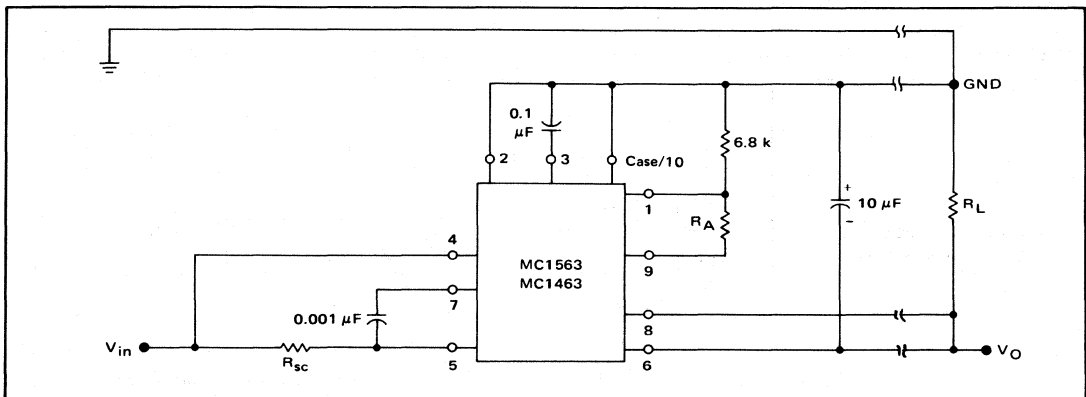 GND
0.1
µF
6.8 k
2
3
Case/10
+
10 µF
−
R_L
1
R_A
4
MC1563
MC1463
9
7
0.001 µF
8
V_in
R_sc
5
6
V_O